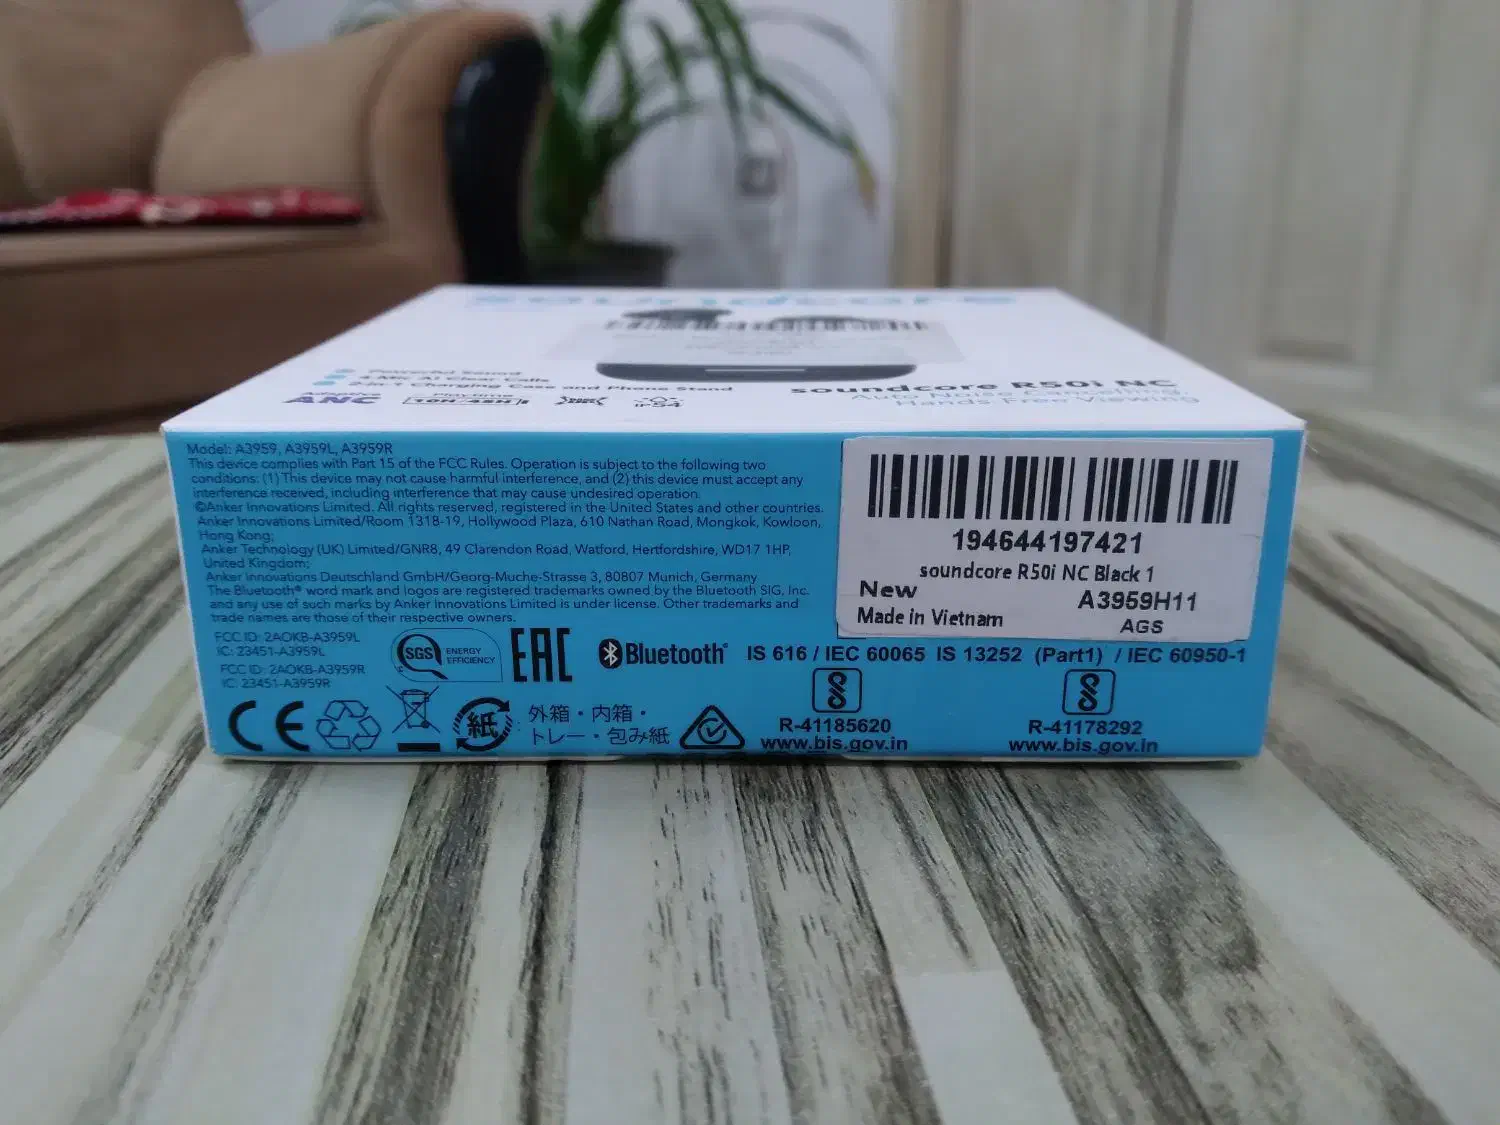 soundcore
Powerful Sound
4-Mic AI Clear Calls
2-in-1 Charging Case and Phone Stand
Adaptive
ANC
Playtime
10H/45H
IP54
soundcore R50i NC
Auto Noise Cancelling,
Hands-Free Viewing
Model: A3959, A3959L, A3959R
This device complies with Part 15 of the FCC Rules. Operation is subject to the following two
conditions: (1) This device may not cause harmful interference, and (2) this device must accept any
interference received, including interference that may cause undesired operation.
©Anker Innovations Limited. All rights reserved, registered in the United States and other countries.
Anker Innovations Limited/Room 1318-19, Hollywood Plaza, 610 Nathan Road, Mongkok, Kowloon,
Hong Kong;
Anker Technology (UK) Limited/GNR8, 49 Clarendon Road, Watford, Hertfordshire, WD17 1HP,
United Kingdom;
Anker Innovations Deutschland GmbH/Georg-Muche-Strasse 3, 80807 Munich, Germany
The Bluetooth® word mark and logos are registered trademarks owned by the Bluetooth SIG, Inc.
and any use of such marks by Anker Innovations Limited is under license. Other trademarks and
trade names are those of their respective owners.
FCC ID: 2AOKB-A3959L
IC: 23451-A3959L
FCC ID: 2AOKB-A3959R
IC: 23451-A3959R
SGS ENERGY
EFFICIENCY
EAC
Bluetooth®
CE
紙
外箱・内箱・
トレー・包み紙
194644197421
soundcore R50i NC Black 1
New
A3959H11
Made in Vietnam
AGS
IS 616 / IEC 60065 IS 13252 (Part1) / IEC 60950-1
R-41185620
www.bis.gov.in
R-41178292
www.bis.gov.in